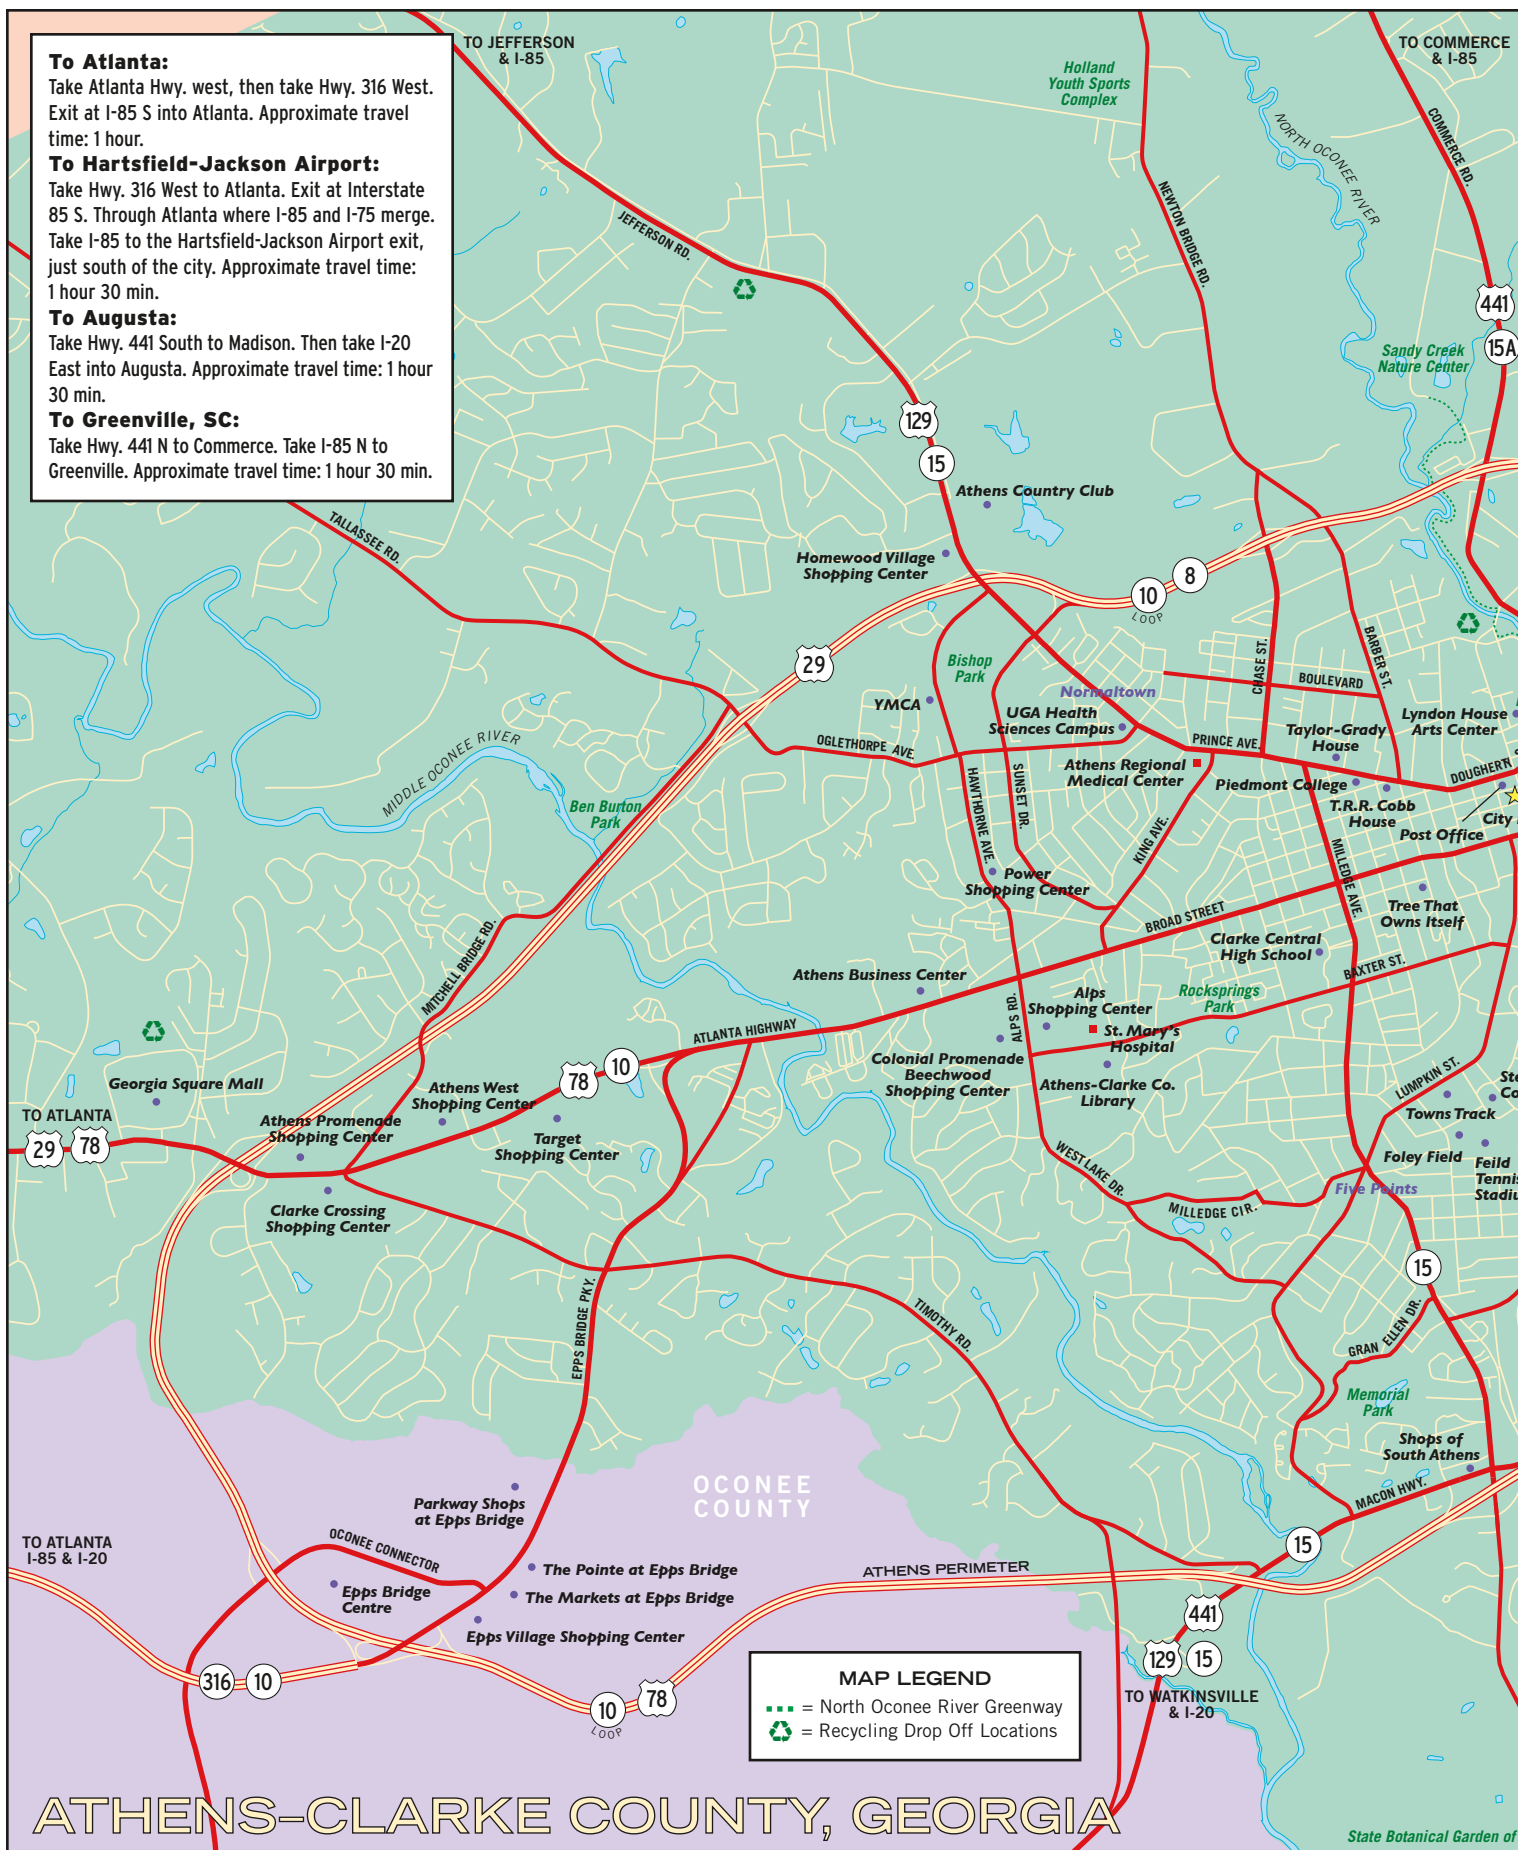 To Atlanta:
Take Atlanta Hwy. west, then take Hwy. 316 West.
Exit at I-85 S into Atlanta. Approximate travel
time: 1 hour.
To Hartsfield-Jackson Airport:
Take Hwy. 316 West to Atlanta. Exit at Interstate
85 S. Through Atlanta where I-85 and I-75 merge.
Take I-85 to the Hartsfield-Jackson Airport exit,
just south of the city. Approximate travel time:
1 hour 30 min.
To Augusta:
Take Hwy. 441 South to Madison. Then take I-20
East into Augusta. Approximate travel time: 1 hour
30 min.
To Greenville, SC:
Take Hwy. 441 N to Commerce. Take I-85 N to
Greenville. Approximate travel time: 1 hour 30 min.
TO JEFFERSON
& I-85
Holland
Youth Sports
Complex
TO COMMERCE
& I-85
COMMERCE RD.
NORTH OCONEE RIVER
NEWTON BRIDGE RD.
JEFFERSON RD.
441
15A
Sandy Creek
Nature Center
129
15
Athens Country Club
TALLASSEE RD.
Homewood Village
Shopping Center
8
10
LOOP
29
BARBER ST.
CHASE ST.
Bishop
Park
BOULEVARD
Normaltown
YMCA
UGA Health
Sciences Campus
Lyndon House
Arts Center
Taylor-Grady
House
PRINCE AVE.
OGLETHORPE AVE.
MIDDLE OCONEE RIVER
Athens Regional
Medical Center
DOUGHERTY S
Piedmont College
HAWTHORNE AVE.
SUNSET DR.
Ben Burton
Park
T.R.R. Cobb
House
City
Post Office
KING AVE.
MILLEDGE AVE.
Power
Shopping Center
Tree That
Owns Itself
BROAD STREET
MITCHELL BRIDGE RD.
Clarke Central
High School
BAXTER ST.
Athens Business Center
Alps
Shopping Center
Rocksprings
Park
ALPS RD.
ATLANTA HIGHWAY
St. Mary's
Hospital
Colonial Promenade
Beechwood
Shopping Center
78
10
Athens-Clarke Co.
Library
LUMPKIN ST.
Ste
Co
Georgia Square Mall
Athens West
Shopping Center
Towns Track
TO ATLANTA
29
78
Athens Promenade
Shopping Center
Target
Shopping Center
Foley Field
Feild
Tennis
Stadiu
WEST LAKE DR.
Five Points
MILLEDGE CIR.
Clarke Crossing
Shopping Center
15
EPPS BRIDGE PKY.
TIMOTHY RD.
GRAN ELLEN DR.
Memorial
Park
Shops of
South Athens
OCONEE
COUNTY
MACON HWY.
Parkway Shops
at Epps Bridge
TO ATLANTA
I-85 & I-20
OCONEE CONNECTOR
15
The Pointe at Epps Bridge
ATHENS PERIMETER
Epps Bridge
Centre
The Markets at Epps Bridge
441
Epps Village Shopping Center
129
15
316
10
10
LOOP
78
TO WATKINSVILLE
& I-20
MAP LEGEND
= North Oconee River Greenway
= Recycling Drop Off Locations
ATHENS-CLARKE COUNTY, GEORGIA
State Botanical Garden of